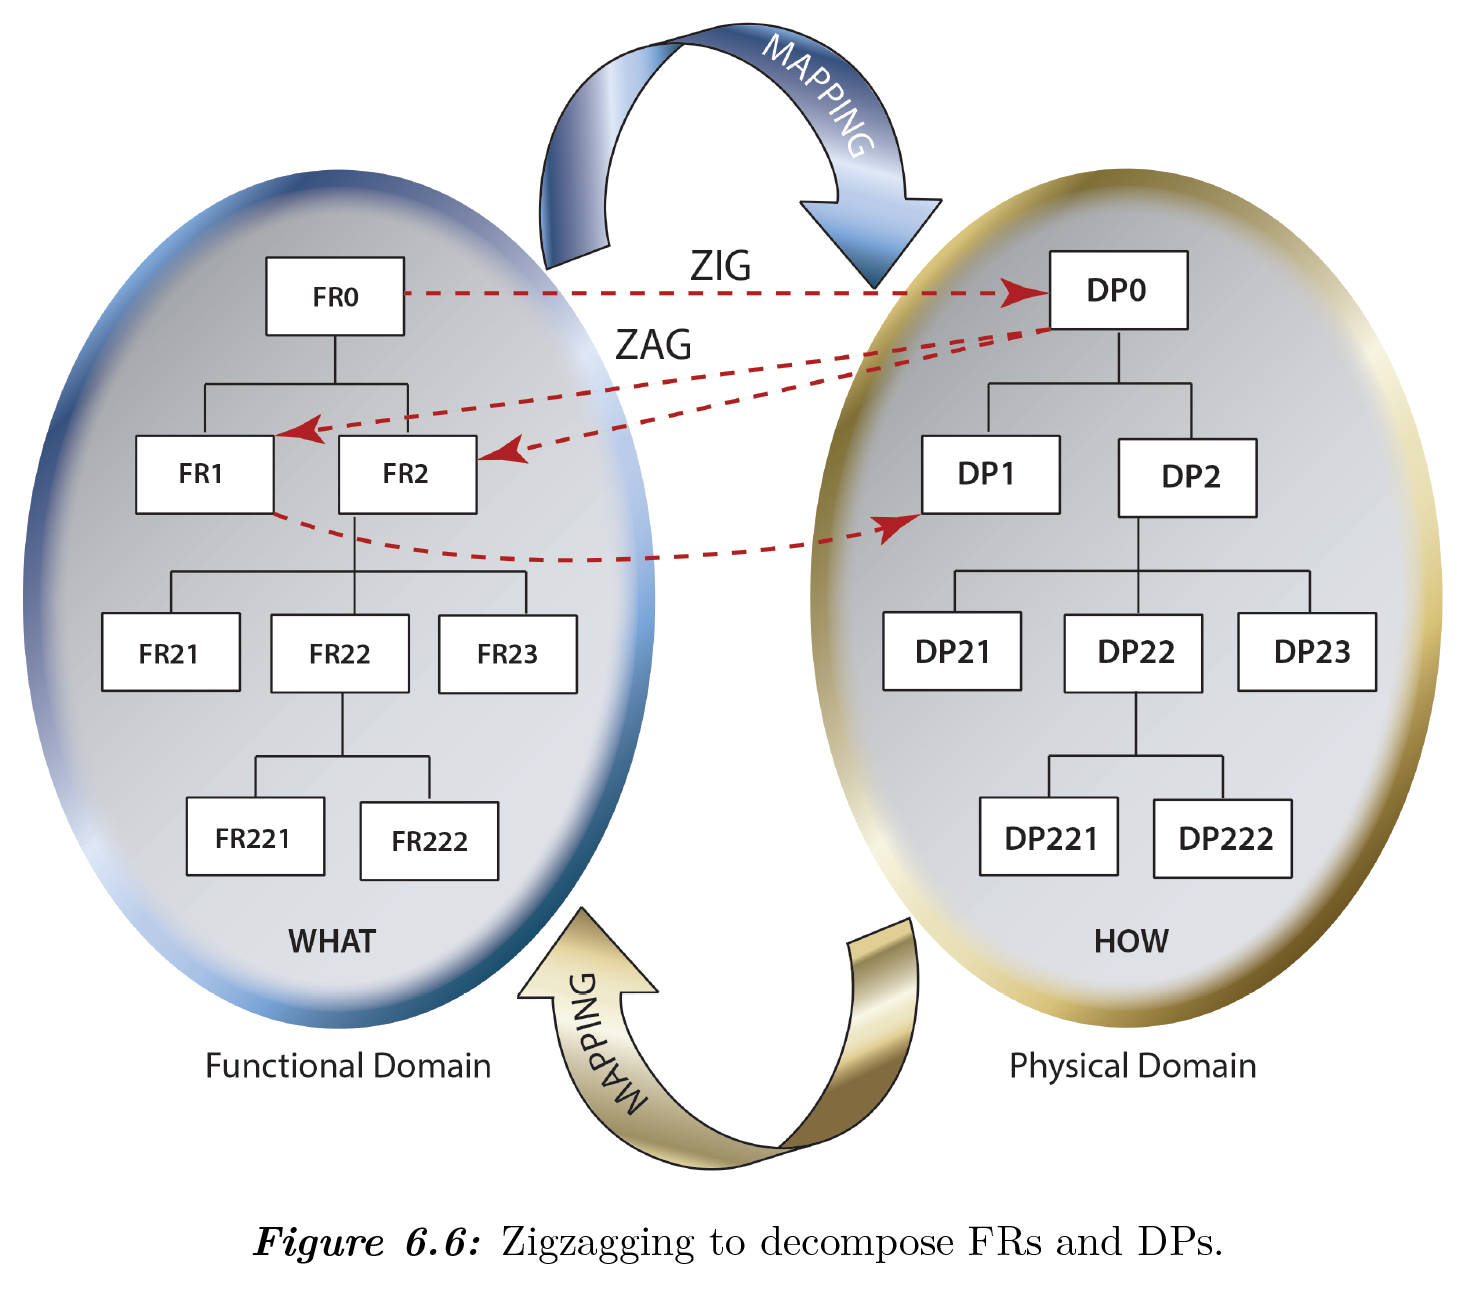 MAPPING
ZIG
FR0
DP0
ZAG
FR1
FR2
DP1
DP2
FR21
FR22
FR23
DP21
DP22
DP23
FR221
FR222
DP221
DP222
WHAT
HOW
MAPPING
Functional Domain
Physical Domain
Figure 6.6: Zigzagging to decompose FRs and DPs.